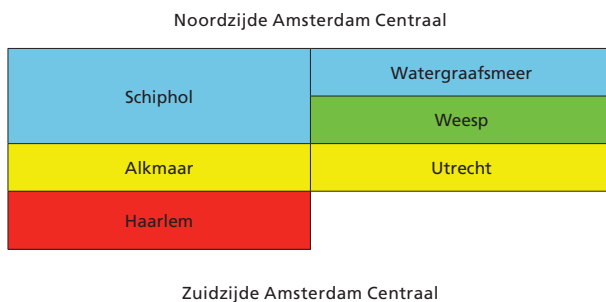 Noordzijde Amsterdam Centraal
Schiphol
Watergraafsmeer
Weesp
Alkmaar
Utrecht
Haarlem
Zuidzijde Amsterdam Centraal